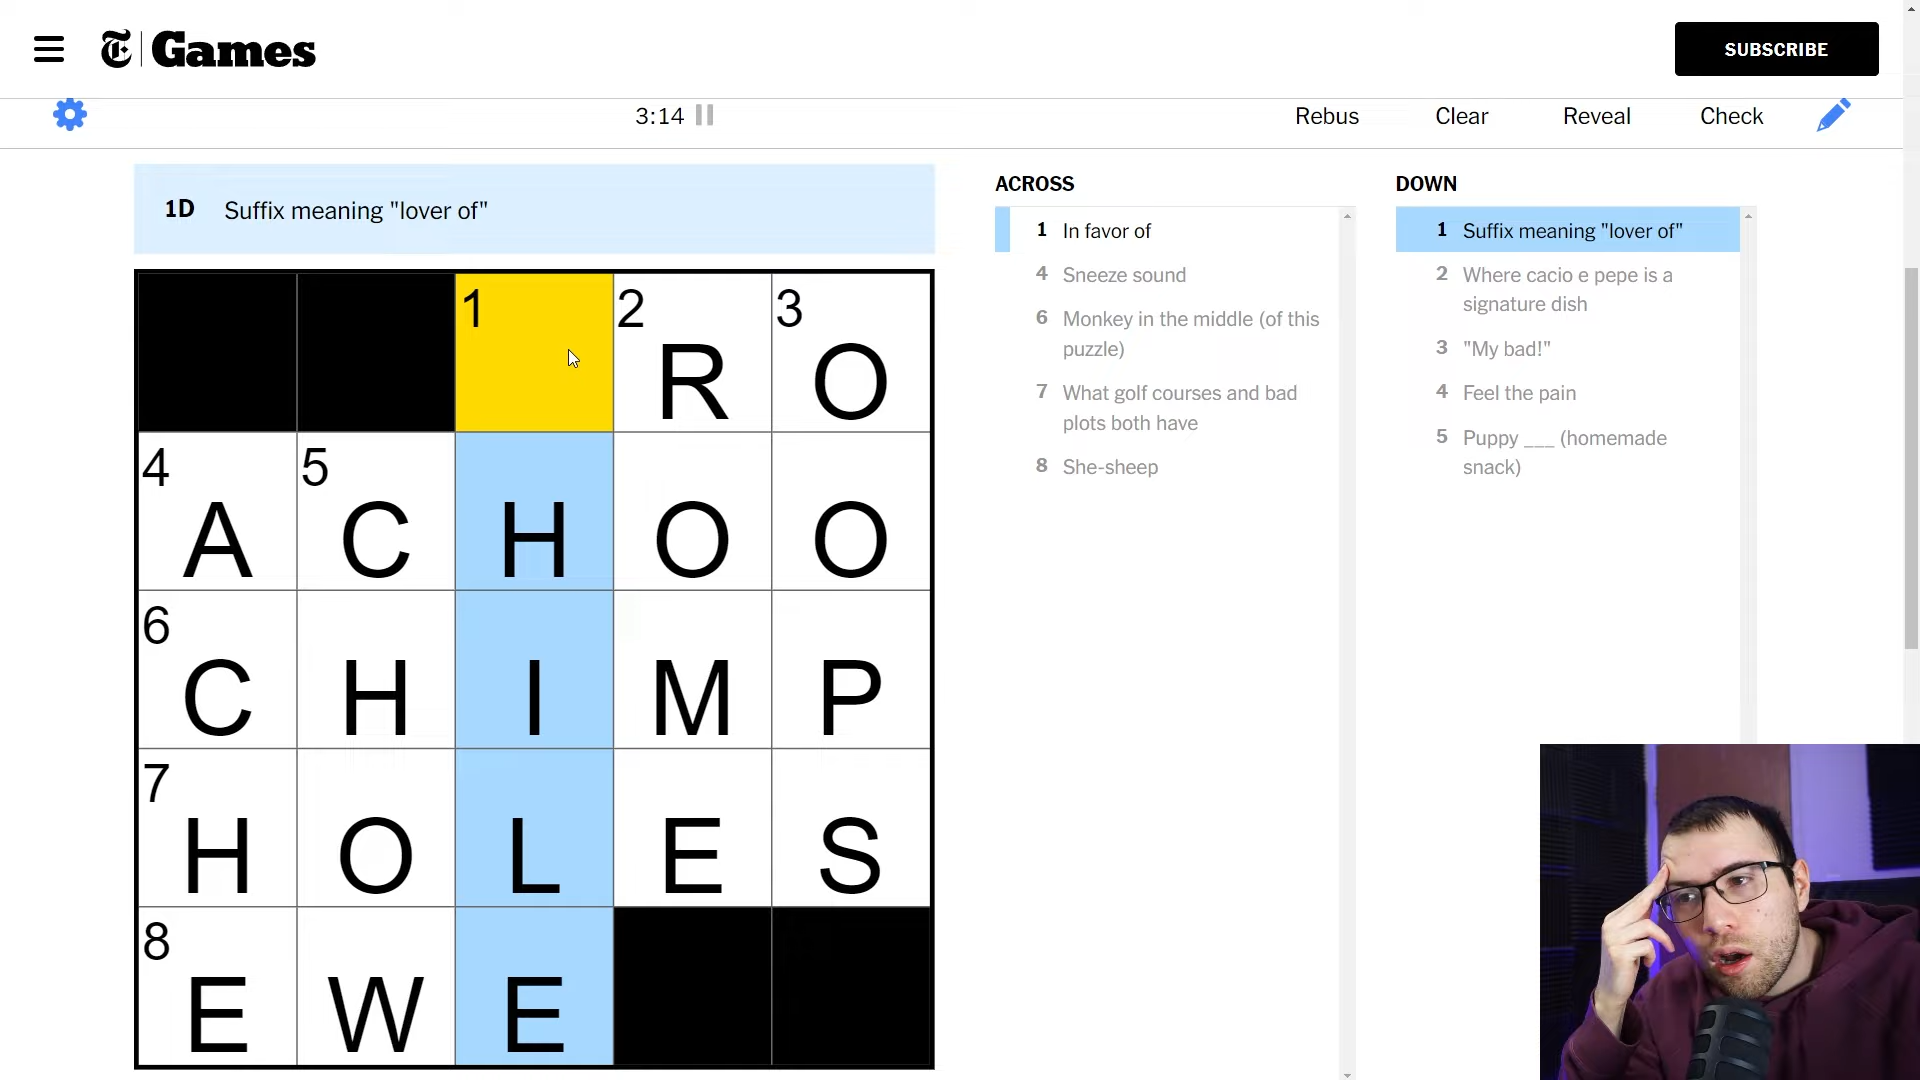 Games
SUBSCRIBE
3:14
Rebus
Clear
Reveal
Check
1D Suffix meaning "lover of"
1 2 3
R O
4 5
A C H O O
6
C H I M P
7
H O L E S
8
E W E
ACROSS
1 In favor of
4 Sneeze sound
6 Monkey in the middle (of this
puzzle)
7 What golf courses and bad
plots both have
8 She-sheep
DOWN
1 Suffix meaning "lover of"
2 Where cacio e pepe is a
signature dish
3 "My bad!"
4 Feel the pain
5 Puppy ___ (homemade
snack)